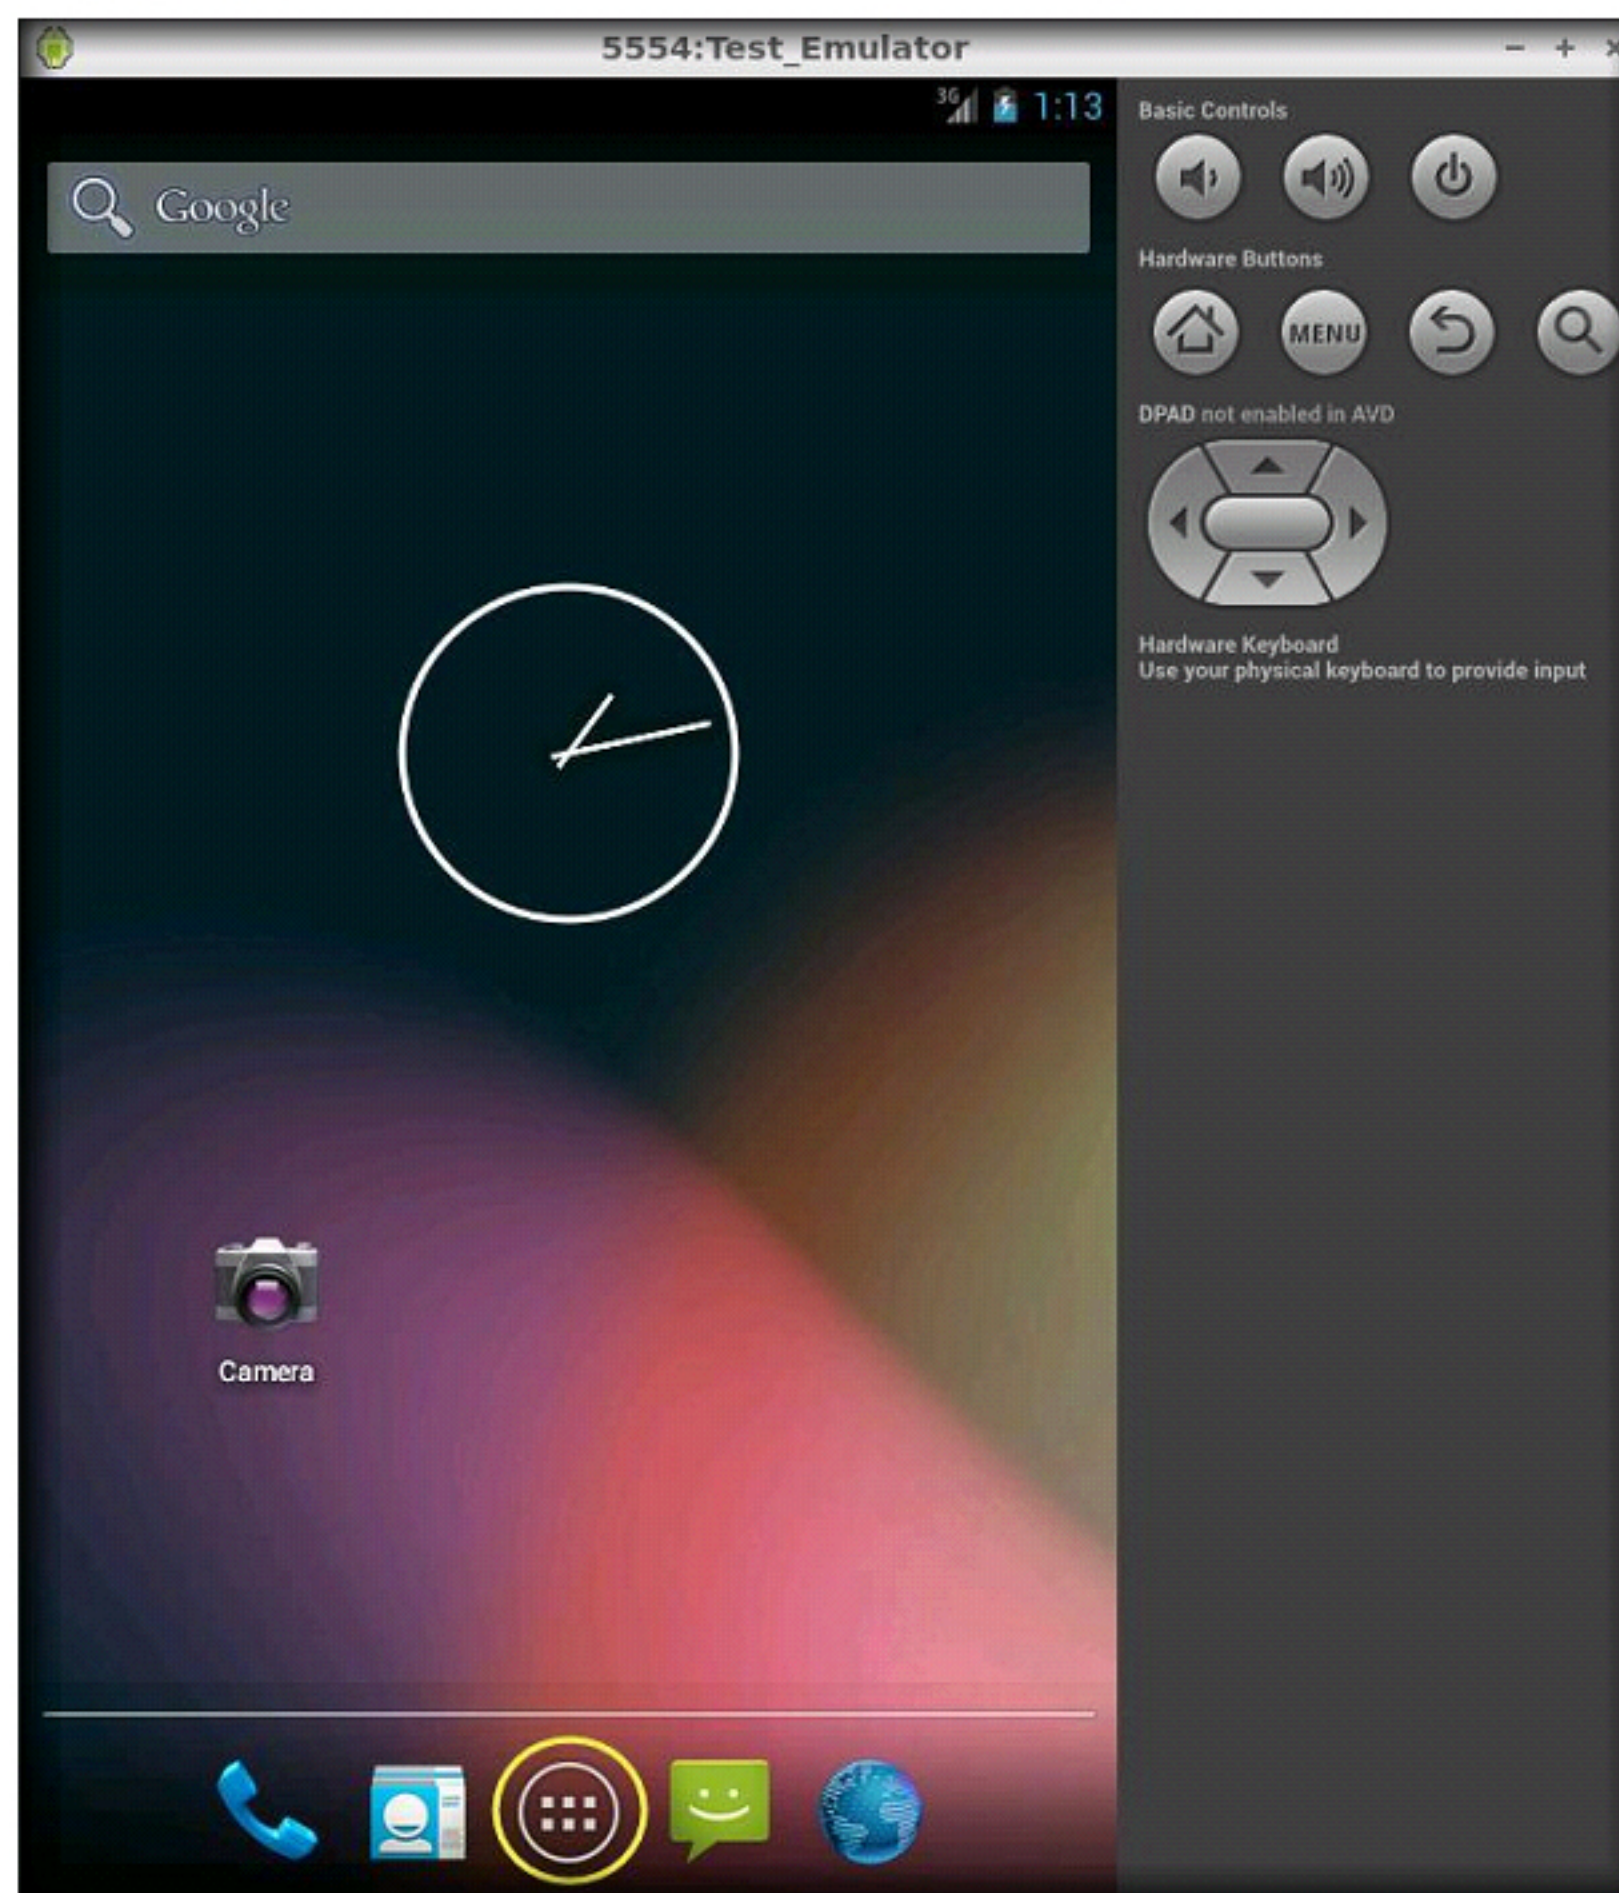 5554:Test_Emulator
3G 1:13
Google
Basic Controls
Hardware Buttons
MENU
DPAD not enabled in AVD
Hardware Keyboard
Use your physical keyboard to provide input
Camera